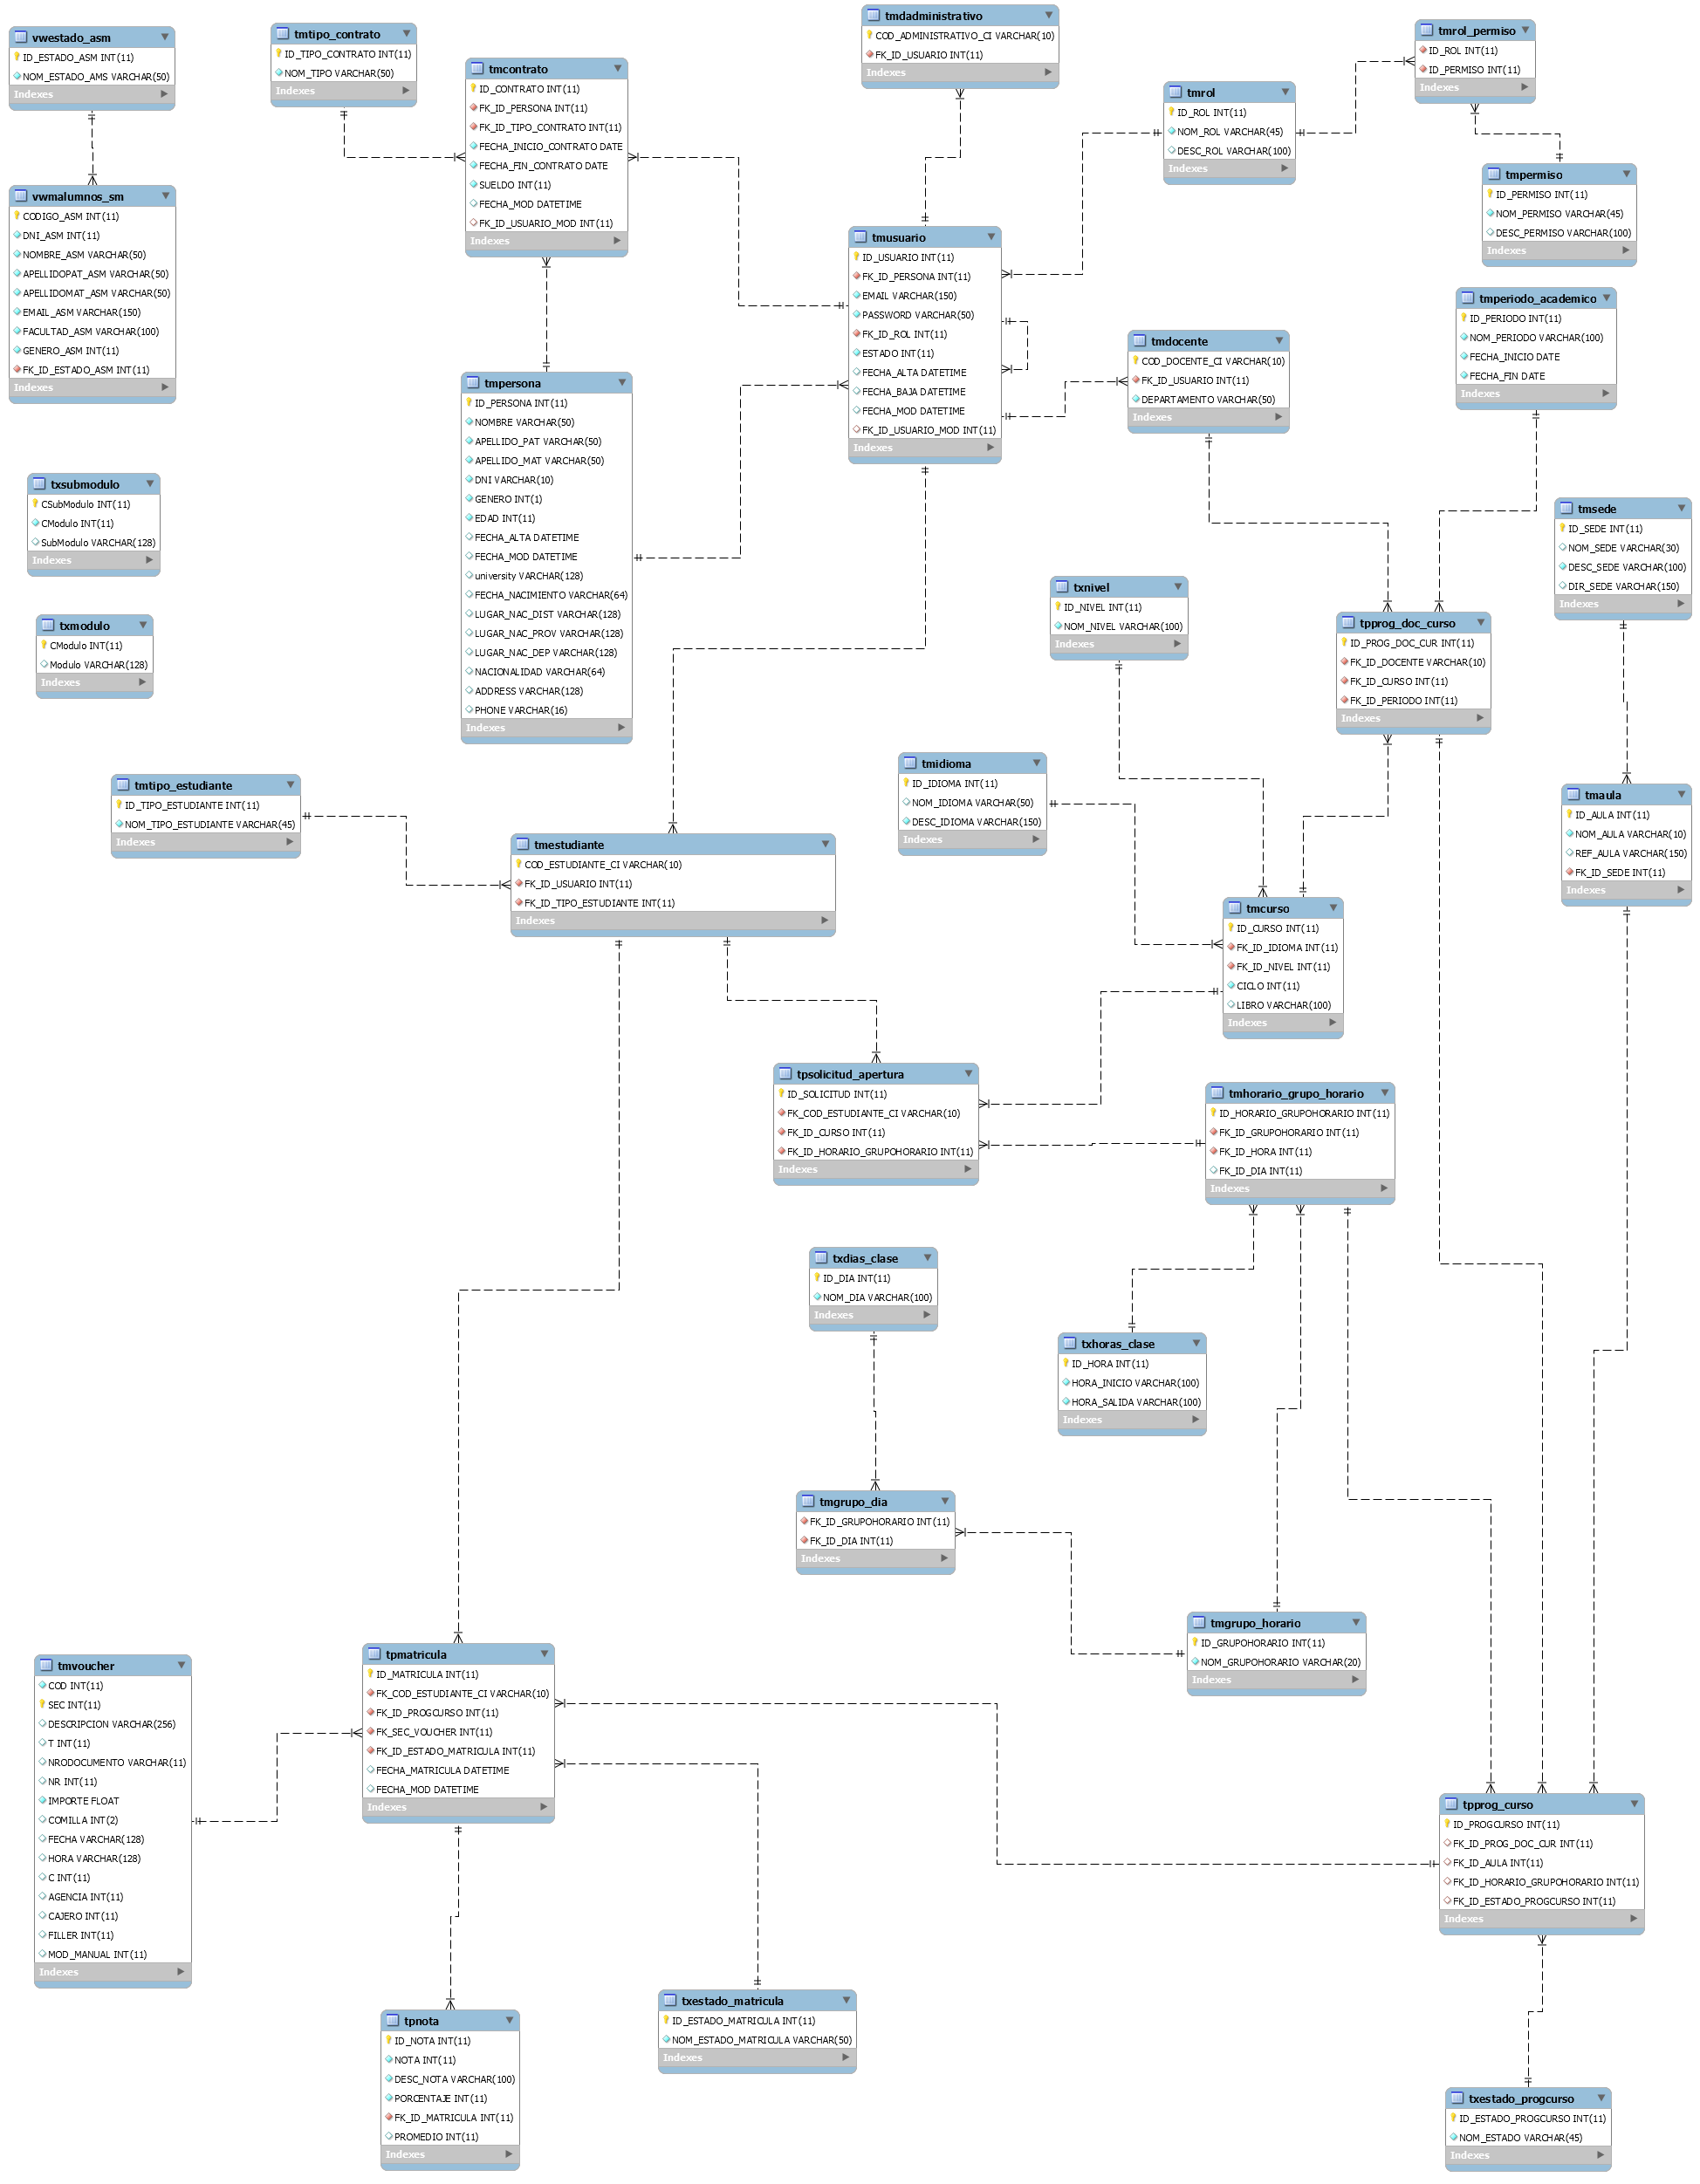 vwestado_asm
ID_ESTADO_ASM INT(11)
NOM_ESTADO_AMS VARCHAR(50)
Indexes
vwmalumnos_sm
CODIGO_ASM INT(11)
DNI_ASM INT(11)
NOMBRE_ASM VARCHAR(50)
APELLIDOPAT_ASM VARCHAR(50)
APELLIDOMAT_ASM VARCHAR(50)
EMAIL_ASM VARCHAR(150)
FACULTAD_ASM VARCHAR(100)
GENERO_ASM INT(11)
FK_ID_ESTADO_ASM INT(11)
Indexes
tmtipo_contrato
ID_TIPO_CONTRATO INT(11)
NOM_TIPO VARCHAR(50)
Indexes
tmcontrato
ID_CONTRATO INT(11)
FK_ID_PERSONA INT(11)
FK_ID_TIPO_CONTRATO INT(11)
FECHA_INICIO_CONTRATO DATE
FECHA_FIN_CONTRATO DATE
SUELDO INT(11)
FECHA_MOD DATETIME
FK_ID_USUARIO_MOD INT(11)
Indexes
tmdadministrativo
COD_ADMINISTRATIVO_CI VARCHAR(10)
FK_ID_USUARIO INT(11)
Indexes
tmrol
ID_ROL INT(11)
NOM_ROL VARCHAR(45)
DESC_ROL VARCHAR(100)
Indexes
tmrol_permiso
ID_ROL INT(11)
ID_PERMISO INT(11)
Indexes
tmpermiso
ID_PERMISO INT(11)
NOM_PERMISO VARCHAR(45)
DESC_PERMISO VARCHAR(100)
Indexes
tmusuario
ID_USUARIO INT(11)
FK_ID_PERSONA INT(11)
EMAIL VARCHAR(150)
PASSWORD VARCHAR(50)
FK_ID_ROL INT(11)
ESTADO INT(11)
FECHA_ALTA DATETIME
FECHA_BAJA DATETIME
FECHA_MOD DATETIME
FK_ID_USUARIO_MOD INT(11)
Indexes
tmperiodo_academico
ID_PERIODO INT(11)
NOM_PERIODO VARCHAR(100)
FECHA_INICIO DATE
FECHA_FIN DATE
Indexes
tmdocente
COD_DOCENTE_CI VARCHAR(10)
FK_ID_USUARIO INT(11)
DEPARTAMENTO VARCHAR(50)
Indexes
tmpersona
ID_PERSONA INT(11)
NOMBRE VARCHAR(50)
APELLIDO_PAT VARCHAR(50)
APELLIDO_MAT VARCHAR(50)
DNI VARCHAR(10)
GENERO INT(1)
EDAD INT(11)
FECHA_ALTA DATETIME
FECHA_MOD DATETIME
university VARCHAR(128)
FECHA_NACIMIENTO VARCHAR(64)
LUGAR_NAC_DIST VARCHAR(128)
LUGAR_NAC_PROV VARCHAR(128)
LUGAR_NAC_DEP VARCHAR(128)
NACIONALIDAD VARCHAR(64)
ADDRESS VARCHAR(128)
PHONE VARCHAR(16)
Indexes
txsubmodulo
CSubModulo INT(11)
CModulo INT(11)
SubModulo VARCHAR(128)
Indexes
txmodulo
CModulo INT(11)
Modulo VARCHAR(128)
Indexes
tmsede
ID_SEDE INT(11)
NOM_SEDE VARCHAR(30)
DESC_SEDE VARCHAR(100)
DIR_SEDE VARCHAR(150)
Indexes
txnivel
ID_NIVEL INT(11)
NOM_NIVEL VARCHAR(100)
Indexes
tpprog_doc_curso
ID_PROG_DOC_CUR INT(11)
FK_ID_DOCENTE VARCHAR(10)
FK_ID_CURSO INT(11)
FK_ID_PERIODO INT(11)
Indexes
tmidioma
ID_IDIOMA INT(11)
NOM_IDIOMA VARCHAR(50)
DESC_IDIOMA VARCHAR(150)
Indexes
tmaula
ID_AULA INT(11)
NOM_AULA VARCHAR(10)
REF_AULA VARCHAR(150)
FK_ID_SEDE INT(11)
Indexes
tmtipo_estudiante
ID_TIPO_ESTUDIANTE INT(11)
NOM_TIPO_ESTUDIANTE VARCHAR(45)
Indexes
tmestudiante
COD_ESTUDIANTE_CI VARCHAR(10)
FK_ID_USUARIO INT(11)
FK_ID_TIPO_ESTUDIANTE INT(11)
Indexes
tmcurso
ID_CURSO INT(11)
FK_ID_IDIOMA INT(11)
FK_ID_NIVEL INT(11)
CICLO INT(11)
LIBRO VARCHAR(100)
Indexes
tpsolicitud_apertura
ID_SOLICITUD INT(11)
FK_COD_ESTUDIANTE_CI VARCHAR(10)
FK_ID_CURSO INT(11)
FK_ID_HORARIO_GRUPOHORARIO INT(11)
Indexes
tmhorario_grupo_horario
ID_HORARIO_GRUPOHORARIO INT(11)
FK_ID_GRUPOHORARIO INT(11)
FK_ID_HORA INT(11)
FK_ID_DIA INT(11)
Indexes
txdias_clase
ID_DIA INT(11)
NOM_DIA VARCHAR(100)
Indexes
txhoras_clase
ID_HORA INT(11)
HORA_INICIO VARCHAR(100)
HORA_SALIDA VARCHAR(100)
Indexes
tmgrupo_dia
FK_ID_GRUPOHORARIO INT(11)
FK_ID_DIA INT(11)
Indexes
tmgrupo_horario
ID_GRUPOHORARIO INT(11)
NOM_GRUPOHORARIO VARCHAR(20)
Indexes
tmvoucher
COD INT(11)
SEC INT(11)
DESCRIPCION VARCHAR(256)
T INT(11)
NRODOCUMENTO VARCHAR(11)
NR INT(11)
IMPORTE FLOAT
COMILLA INT(2)
FECHA VARCHAR(128)
HORA VARCHAR(128)
C INT(11)
AGENCIA INT(11)
CAJERO INT(11)
FILLER INT(11)
MOD_MANUAL INT(11)
Indexes
tpmatricula
ID_MATRICULA INT(11)
FK_COD_ESTUDIANTE_CI VARCHAR(10)
FK_ID_PROGCURSO INT(11)
FK_SEC_VOUCHER INT(11)
FK_ID_ESTADO_MATRICULA INT(11)
FECHA_MATRICULA DATETIME
FECHA_MOD DATETIME
Indexes
tpprog_curso
ID_PROGCURSO INT(11)
FK_ID_PROG_DOC_CUR INT(11)
FK_ID_AULA INT(11)
FK_ID_HORARIO_GRUPOHORARIO INT(11)
FK_ID_ESTADO_PROGCURSO INT(11)
Indexes
tpnota
ID_NOTA INT(11)
NOTA INT(11)
DESC_NOTA VARCHAR(100)
PORCENTAJE INT(11)
FK_ID_MATRICULA INT(11)
PROMEDIO INT(11)
Indexes
txestado_matricula
ID_ESTADO_MATRICULA INT(11)
NOM_ESTADO_MATRICULA VARCHAR(50)
Indexes
txestado_progcurso
ID_ESTADO_PROGCURSO INT(11)
NOM_ESTADO VARCHAR(45)
Indexes